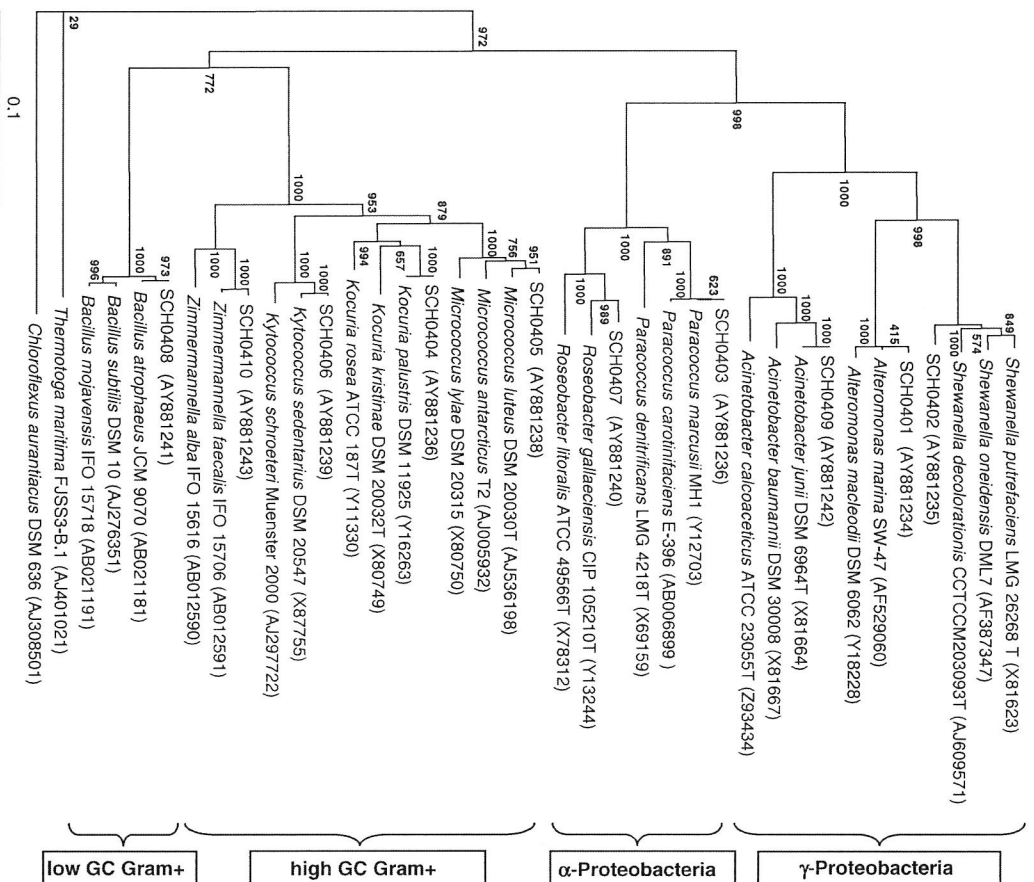 Shewanella putrefaciens LMG 26268 T (X81623)
Shewanella oneidensis DML7 (AF387347)
Shewanella decolorationis CCTCCM203093T (AJ609571)
SCH0402 (AY881235)
SCH0401 (AY881234)
Alteromonas marina SW-47 (AF529060)
Alteromonas macleodii DSM 6062 (Y18228)
SCH0409 (AY881242)
Acinetobacter junii DSM 6964T (X81664)
Acinetobacter baumannii DSM 30008 (X81667)
Acinetobacter calcoaceticus ATCC 23055T (Z93434)
SCH0403 (AY881236)
Paracoccus marcusii MH1 (Y12703)
Paracoccus carotinifaciens E-396 (AB006899 )
Paracoccus denitrificans LMG 4218T (X69159)
SCH0407 (AY881240)
Roseobacter gallaeciensis CIP 105210T (Y13244)
Roseobacter litoralis ATCC 49566T (X78312)
SCH0405 (AY881238)
Micrococcus luteus DSM 20030T (AJ536198)
Micrococcus antarcticus T2 (AJ005932)
Micrococcus lylae DSM 20315 (X80750)
SCH0404 (AY881236)
Kocuria palustris DSM 11925 (Y16263)
Kocuria kristinae DSM 20032T (X80749)
Kocuria rosea ATCC 187T (Y11330)
SCH0406 (AY881239)
Kytococcus sedentarius DSM 20547 (X87755)
Kytococcus schroeteri Muenster 2000 (AJ297722)
SCH0410 (AY881243)
Zimmermannella faecalis IFO 15706 (AB012591)
Zimmermannella alba IFO 15616 (AB012590)
SCH0408 (AY881241)
Bacillus atrophaeus JCM 9070 (AB021181)
Bacillus subtilis DSM 10 (AJ276351)
Bacillus mojavensis IFO 15718 (AB021191)
Thermotoga maritima FJSS3-B.1 (AJ401021)
Chloroflexus aurantiacus DSM 636 (AJ308501)
849
574
1000
998
415
1000
1000
1000
1000
1000
998
623
1000
891
1000
989
1000
972
951
756
1000
879
1000
657
994
953
1000
1000
1000
1000
1000
772
973
1000
996
29
0.1
γ-Proteobacteria
α-Proteobacteria
high GC Gram+
low GC Gram+